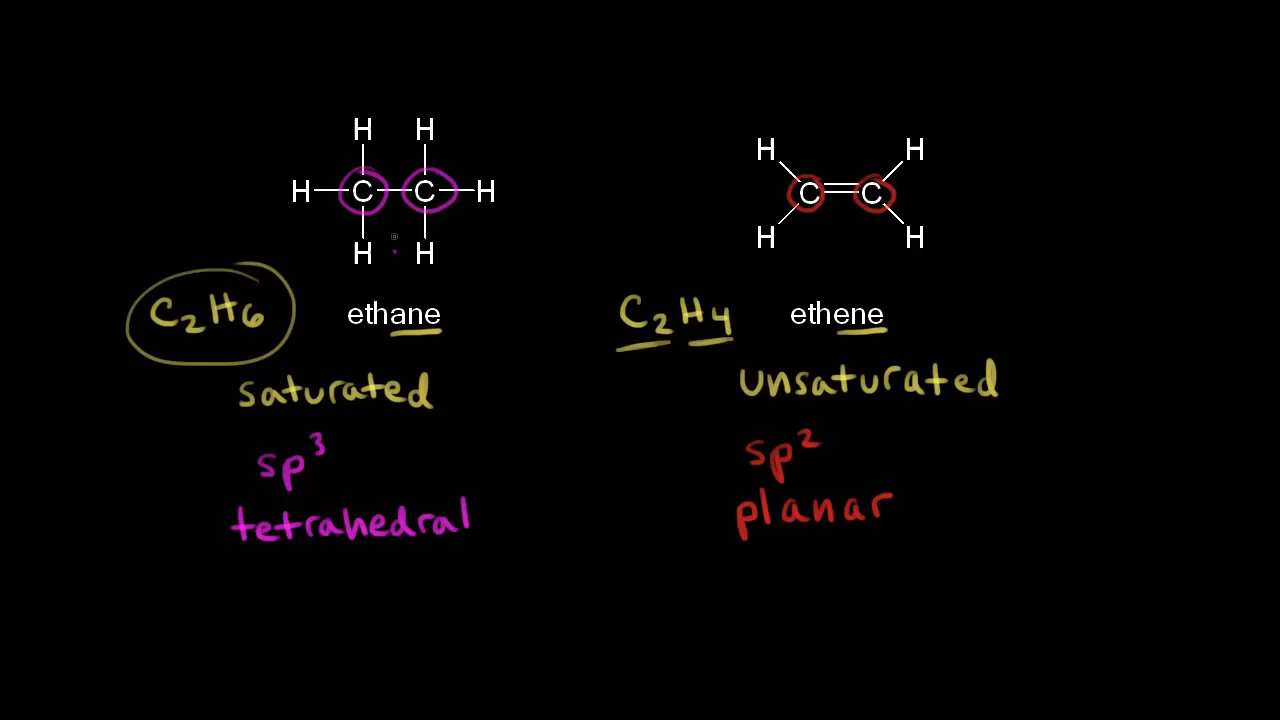 H H H H
H C C H C C
H H H H
C₂H₆ ethane C₂H₄ ethene
saturated unsaturated
sp³ sp²
tetrahedral planar